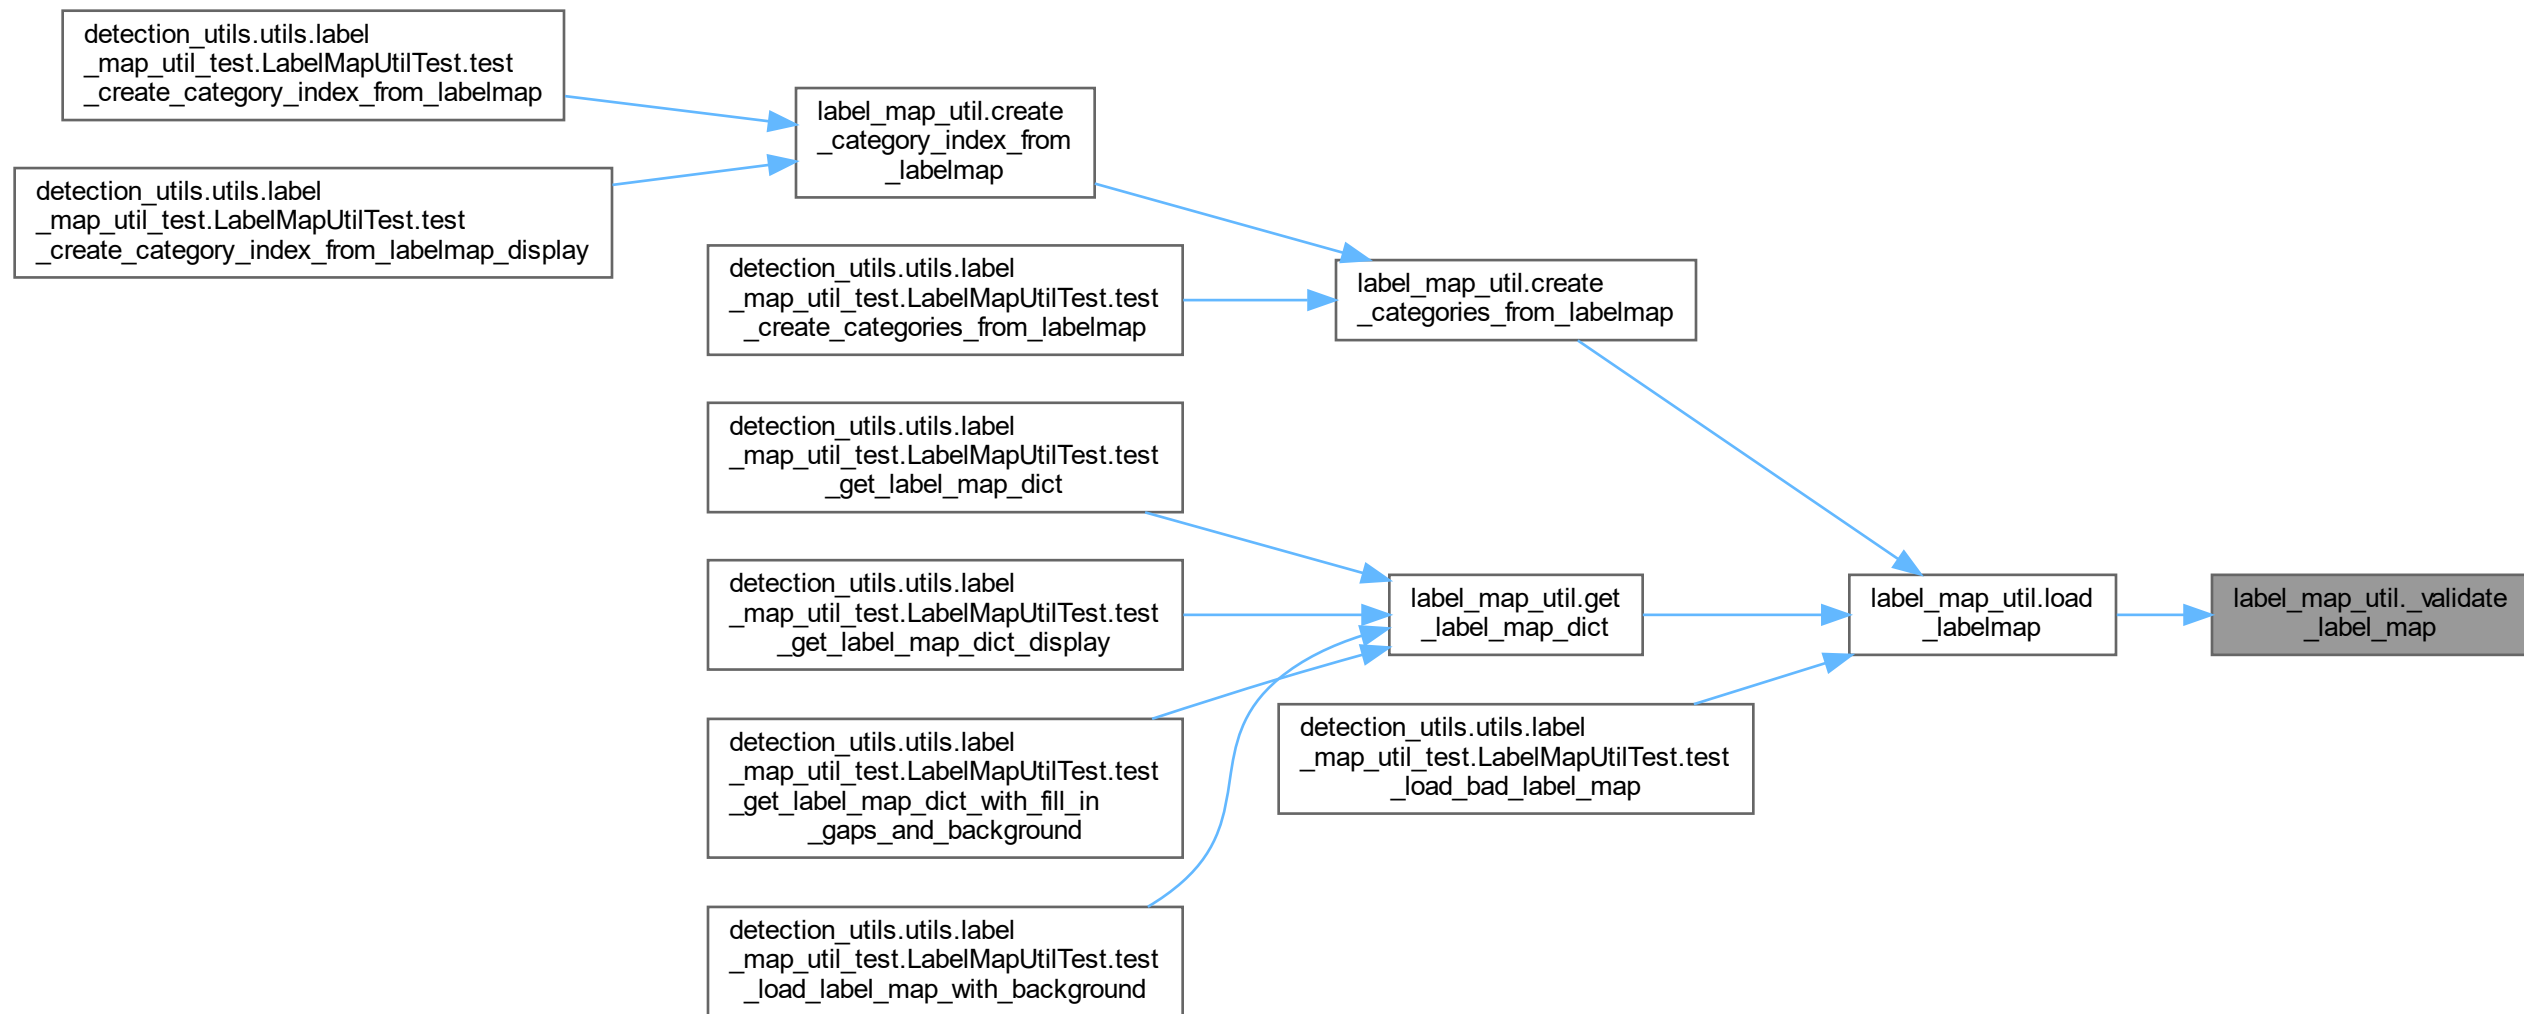 detection_utils.utils.label
_map_util_test.LabelMapUtilTest.test
_create_category_index_from_labelmap
detection_utils.utils.label
_map_util_test.LabelMapUtilTest.test
_create_category_index_from_labelmap_display
label_map_util.create
_category_index_from
_labelmap
detection_utils.utils.label
_map_util_test.LabelMapUtilTest.test
_create_categories_from_labelmap
label_map_util.create
_categories_from_labelmap
detection_utils.utils.label
_map_util_test.LabelMapUtilTest.test
_get_label_map_dict
detection_utils.utils.label
_map_util_test.LabelMapUtilTest.test
_get_label_map_dict_display
label_map_util.get
_label_map_dict
label_map_util.load
_labelmap
label_map_util._validate
_label_map
detection_utils.utils.label
_map_util_test.LabelMapUtilTest.test
_get_label_map_dict_with_fill_in
_gaps_and_background
detection_utils.utils.label
_map_util_test.LabelMapUtilTest.test
_load_bad_label_map
detection_utils.utils.label
_map_util_test.LabelMapUtilTest.test
_load_label_map_with_background